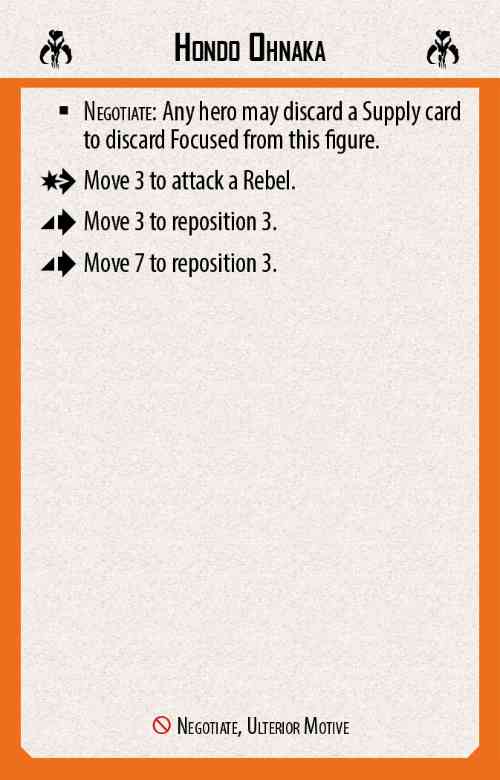 Hondo Ohnaka
▪ Negotiate: Any hero may discard a Supply card
to discard Focused from this figure.
Move 3 to attack a Rebel.
Move 3 to reposition 3.
Move 7 to reposition 3.
Negotiate, Ulterior Motive